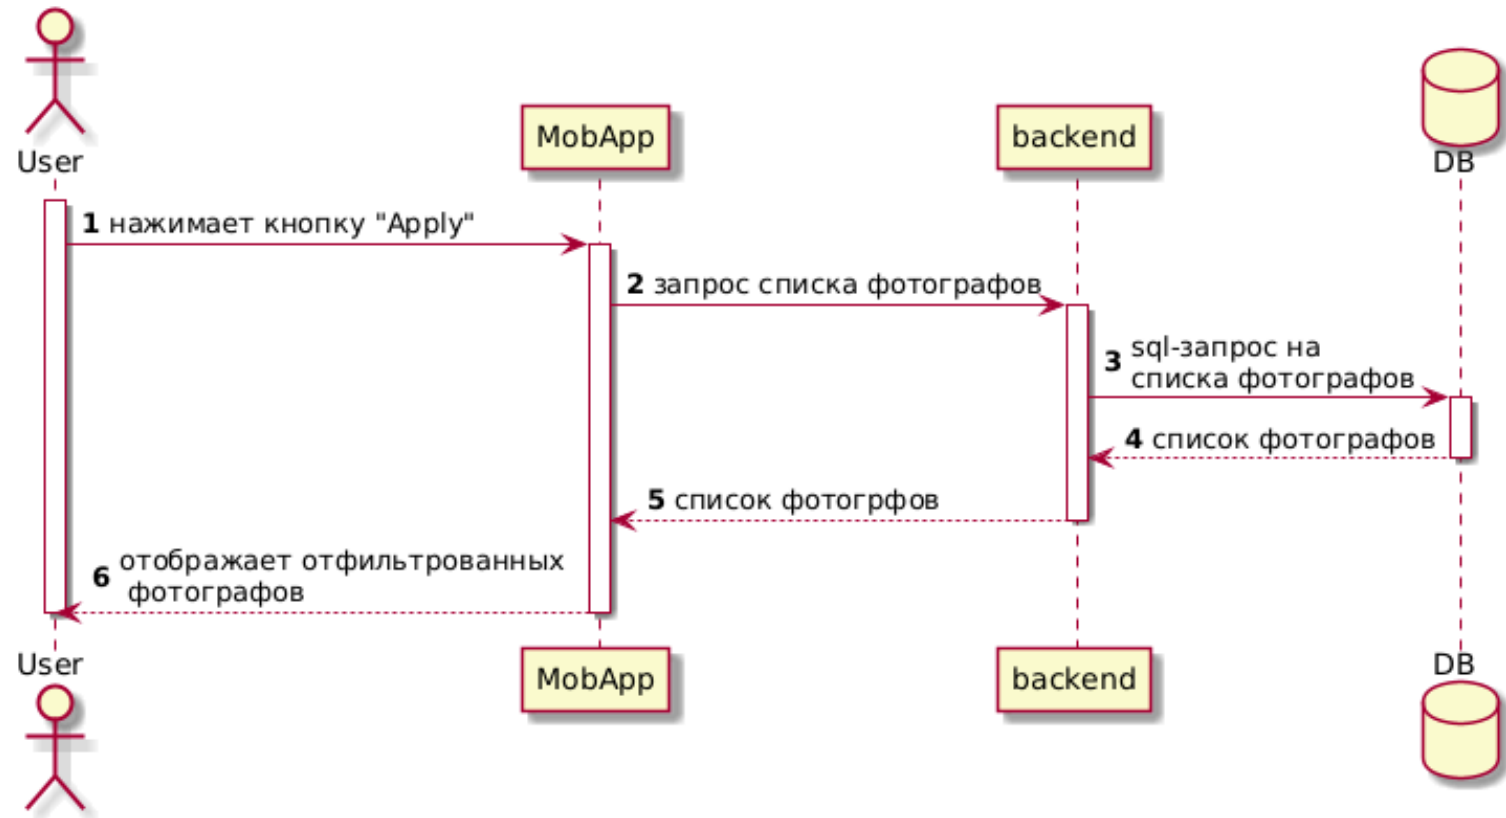 User
MobApp
backend
DB
1 нажимает кнопку "Apply"
2 запрос списка фотографов
3 sql-запрос на
списка фотографов
4 список фотографов
5 список фотогрфов
6 отображает отфильтрованных
фотографов
User
MobApp
backend
DB